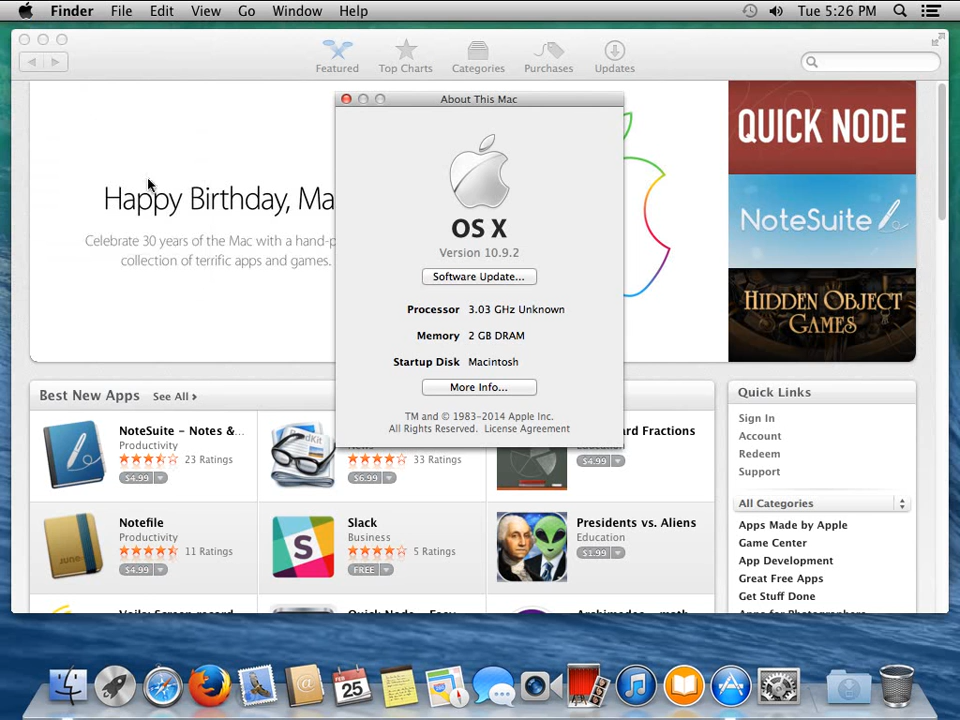 Finder File Edit View Go Window Help
Tue 5:26 PM
Featured Top Charts Categories Purchases Updates
About This Mac
OS X
Version 10.9.2
Software Update...
Processor 3.03 GHz Unknown
Memory 2 GB DRAM
Startup Disk Macintosh
More Info...
TM and © 1983-2014 Apple Inc.
All Rights Reserved. License Agreement
Happy Birthday, Ma
Celebrate 30 years of the Mac with a hand-p
collection of terrific apps and games.
QUICK NODE
NoteSuite
HIDDEN OBJECT
GAMES
Best New Apps See All >
NoteSuite – Notes &...
Productivity
23 Ratings
$4.99
33 Ratings
$6.99
rd Fractions
$4.99
Notefile
Productivity
11 Ratings
$4.99
Slack
Business
5 Ratings
FREE
Presidents vs. Aliens
Education
$1.99
Quick Links
Sign In
Account
Redeem
Support
All Categories
Apps Made by Apple
Game Center
App Development
Great Free Apps
Get Stuff Done
JUNE
25